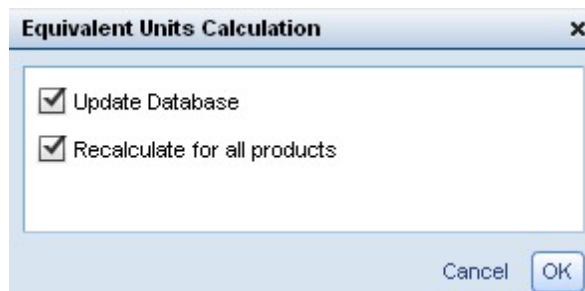 Equivalent Units Calculation x
Update Database
Recalculate for all products
Cancel OK